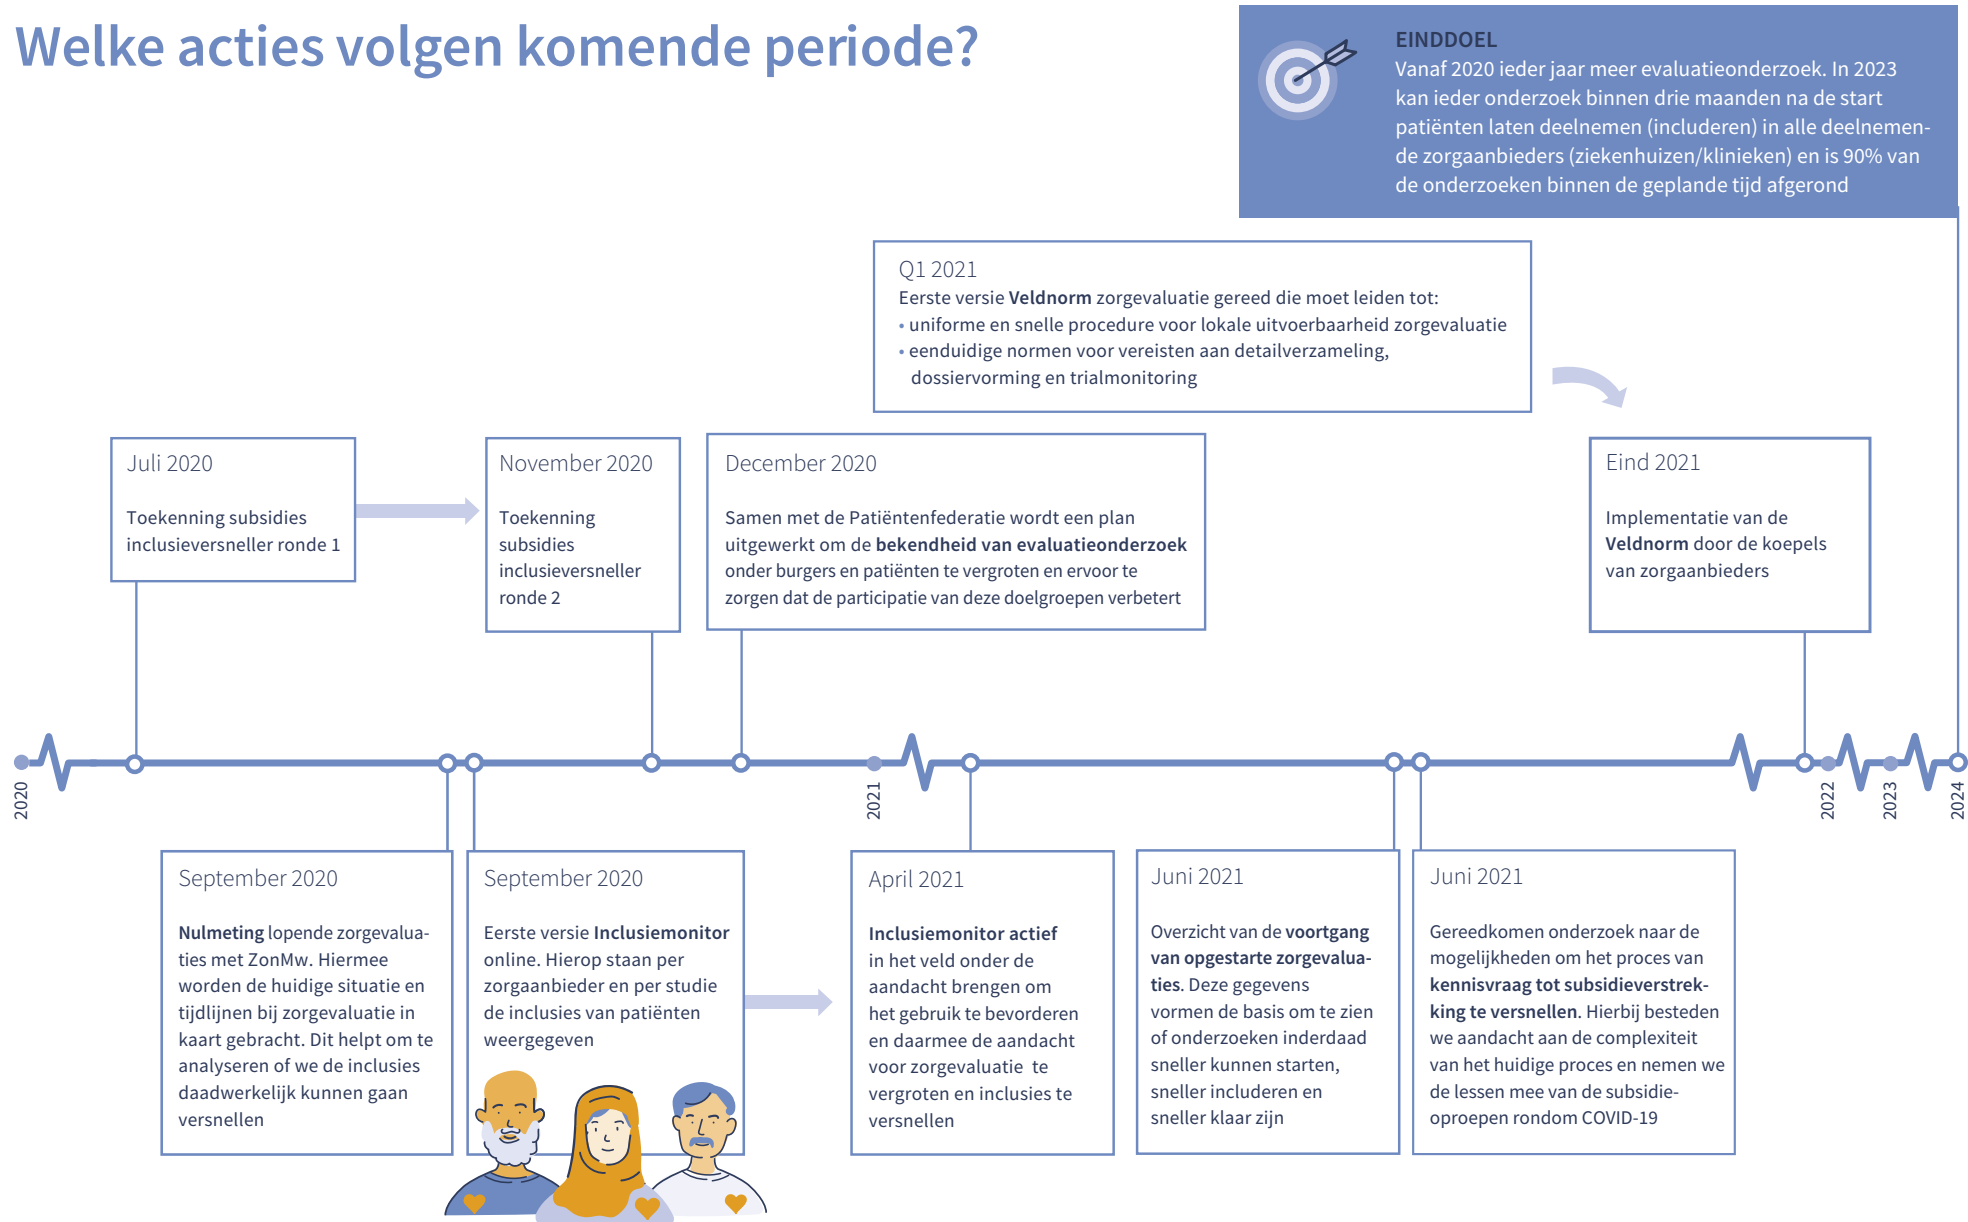 Welke acties volgen komende periode?
EINDDOEL
Vanaf 2020 ieder jaar meer evaluatieonderzoek. In 2023
kan ieder onderzoek binnen drie maanden na de start
patiënten laten deelnemen (includeren) in alle deelnemen-
de zorgaanbieders (ziekenhuizen/klinieken) en is 90% van
de onderzoeken binnen de geplande tijd afgerond
Q1 2021
Eerste versie Veldnorm zorgevaluatie gereed die moet leiden tot:
• uniforme en snelle procedure voor lokale uitvoerbaarheid zorgevaluatie
• eenduidige normen voor vereisten aan detailverzameling,
dossiervorming en trialmonitoring
Juli 2020
Toekenning subsidies
inclusieversneller ronde 1
November 2020
Toekenning
subsidies
inclusieversneller
ronde 2
December 2020
Samen met de Patiëntenfederatie wordt een plan
uitgewerkt om de bekendheid van evaluatieonderzoek
onder burgers en patiënten te vergroten en ervoor te
zorgen dat de participatie van deze doelgroepen verbetert
Eind 2021
Implementatie van de
Veldnorm door de koepels
van zorgaanbieders
2020
2021
2022
2023
2024
September 2020
Nulmeting lopende zorgevalua-
ties met ZonMw. Hiermee
worden de huidige situatie en
tijdlijnen bij zorgevaluatie in
kaart gebracht. Dit helpt om te
analyseren of we de inclusies
daadwerkelijk kunnen gaan
versnellen
September 2020
Eerste versie Inclusiemonitor
online. Hierop staan per
zorgaanbieder en per studie
de inclusies van patiënten
weergegeven
April 2021
Inclusiemonitor actief
in het veld onder de
aandacht brengen om
het gebruik te bevorderen
en daarmee de aandacht
voor zorgevaluatie te
vergroten en inclusies te
versnellen
Juni 2021
Overzicht van de voortgang
van opgestarte zorgevalua-
ties. Deze gegevens
vormen de basis om te zien
of onderzoeken inderdaad
sneller kunnen starten,
sneller includeren en
sneller klaar zijn
Juni 2021
Gereedkomen onderzoek naar de
mogelijkheden om het proces van
kennisvraag tot subsidieverstrek-
king te versnellen. Hierbij besteden
we aandacht aan de complexiteit
van het huidige proces en nemen we
de lessen mee van de subsidie-
oproepen rondom COVID-19